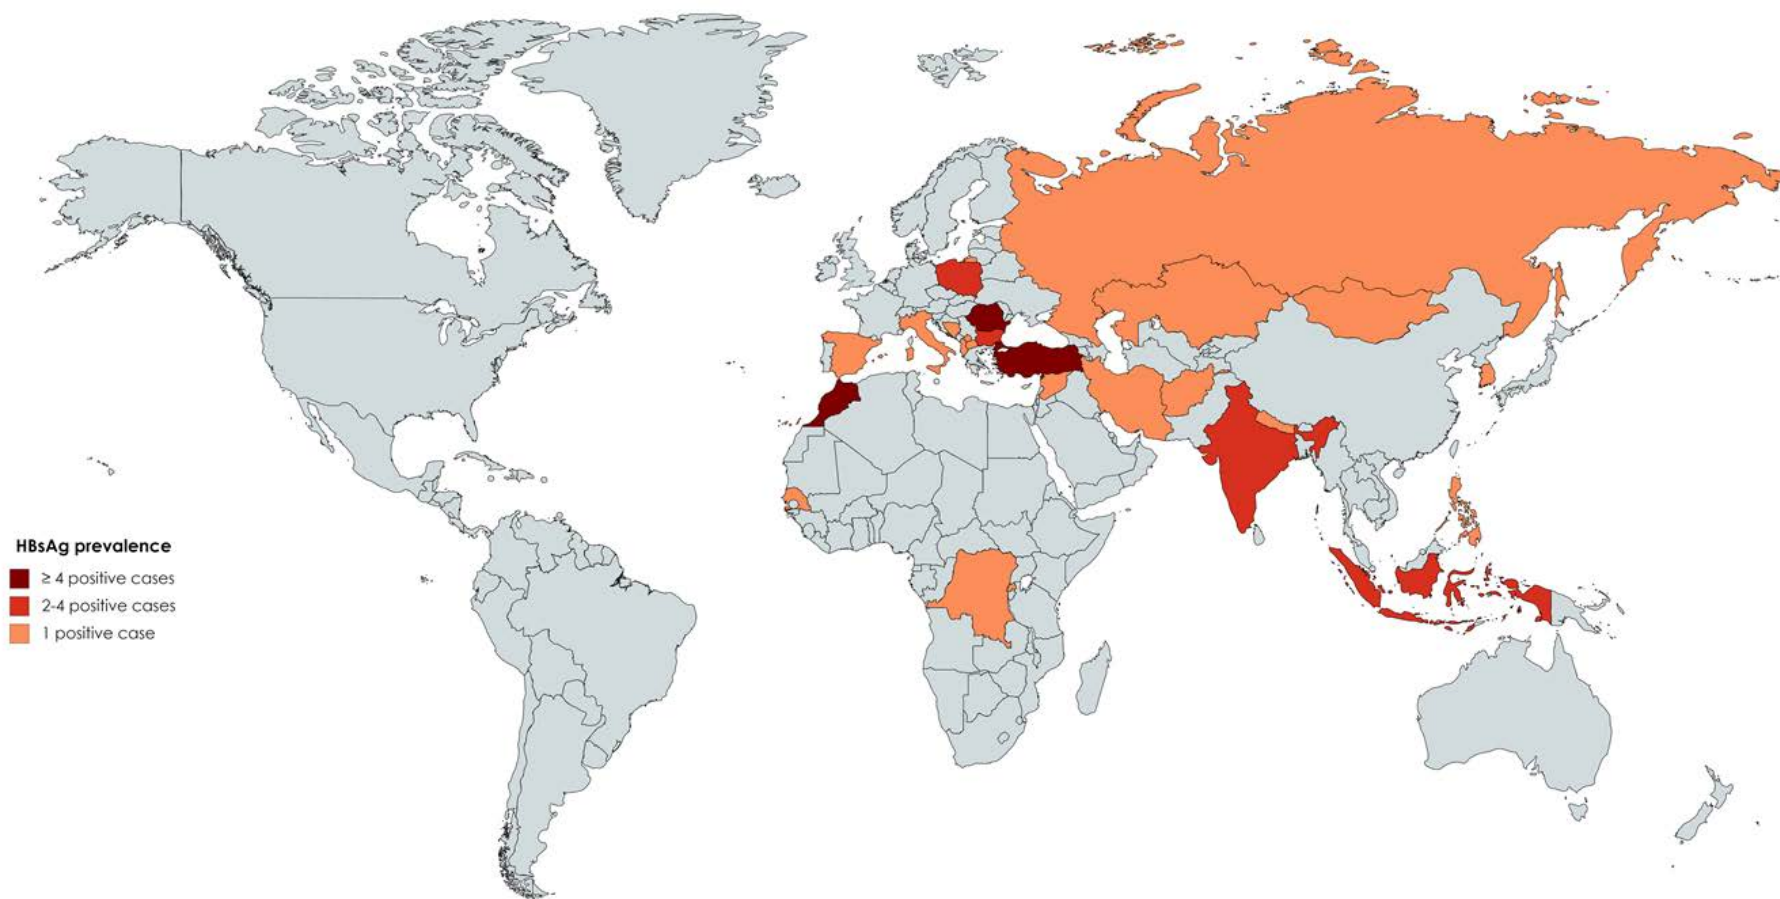 HBsAg prevalence
≥ 4 positive cases
2-4 positive cases
1 positive case